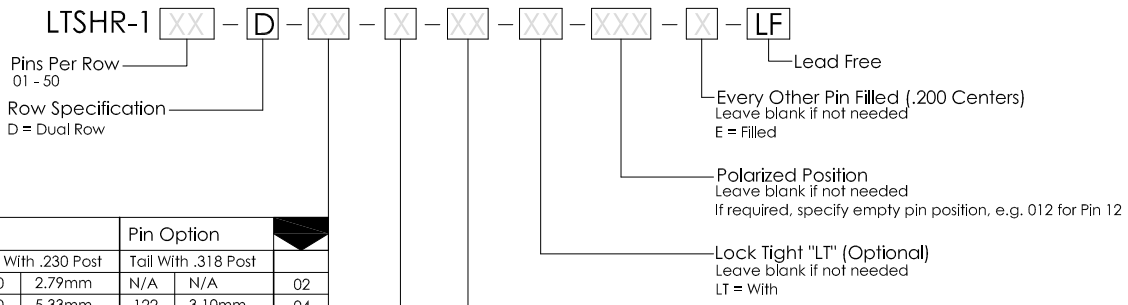 LTSHR-1 XX - D - XX - X - XX - XX - XXX - X - LF
Pins Per Row
01 - 50
Row Specification
D = Dual Row
Lead Free
Every Other Pin Filled (.200 Centers)
Leave blank if not needed
E = Filled
Polarized Position
Leave blank if not needed
If required, specify empty pin position, e.g. 012 for Pin 12
Lock Tight "LT" (Optional)
Leave blank if not needed
LT = With
Pin Option
With .230 Post Tail With .318 Post
2.79mm N/A N/A 02
5.33mm .122 3.10mm 04